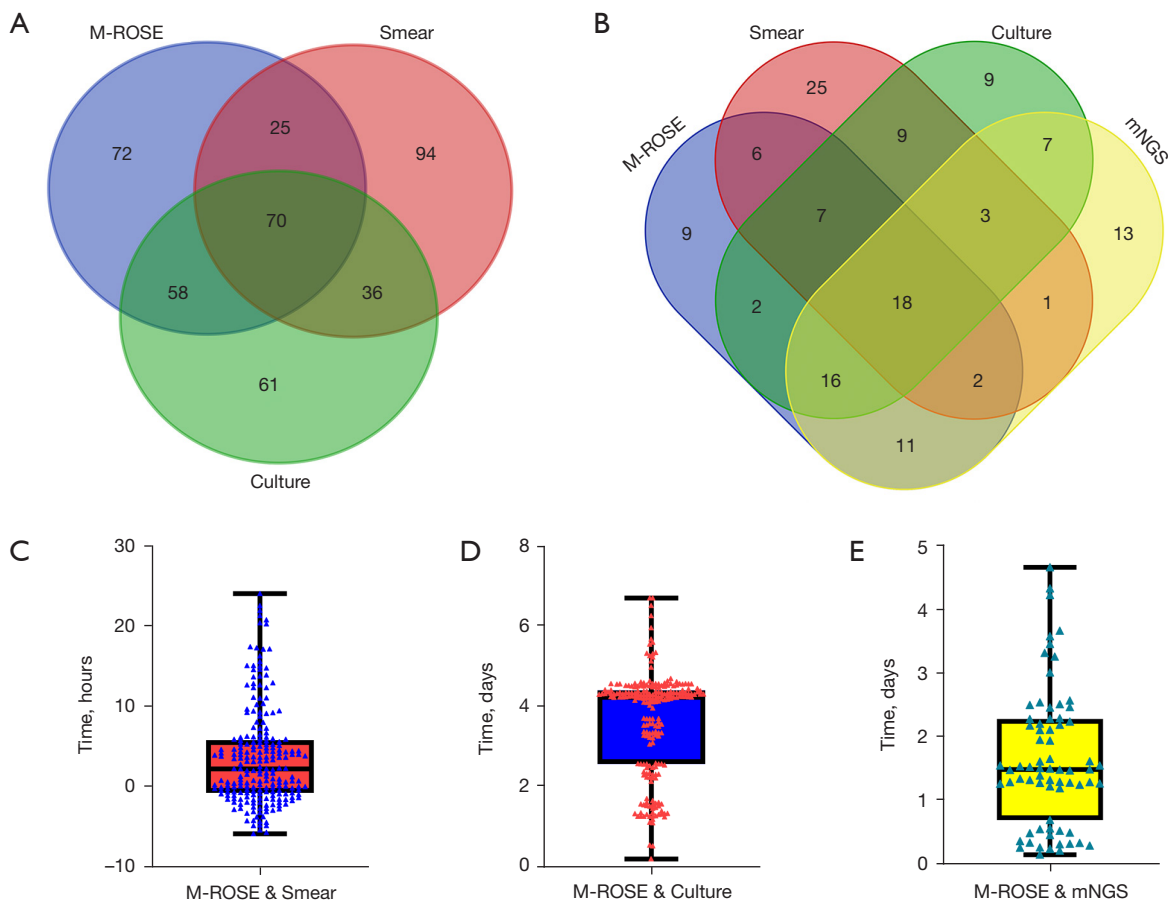 A
M-ROSE
Smear
72
25
94
70
58
36
61
Culture
B
Smear
Culture
M-ROSE
mNGS
25
9
6
9
7
9
7
3
13
2
18
1
16
2
11
C
Time, hours
30
20
10
0
–10
M-ROSE & Smear
D
Time, days
8
6
4
2
0
M-ROSE & Culture
E
Time, days
5
4
3
2
1
0
M-ROSE & mNGS